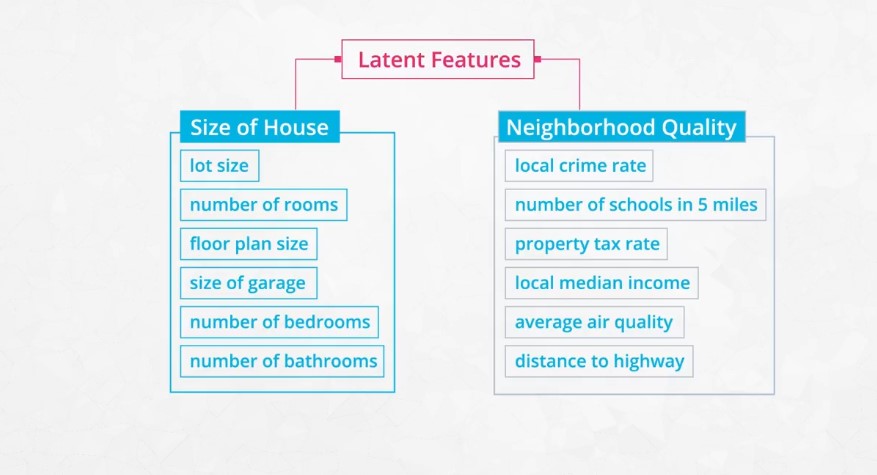 Latent Features
Size of House
lot size
number of rooms
floor plan size
size of garage
number of bedrooms
number of bathrooms
Neighborhood Quality
local crime rate
number of schools in 5 miles
property tax rate
local median income
average air quality
distance to highway